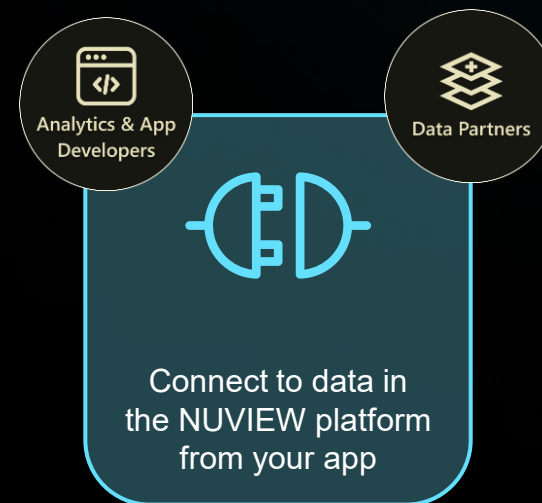 Analytics & App
Developers
Data Partners
Connect to data in
the NUVIEW platform
from your app